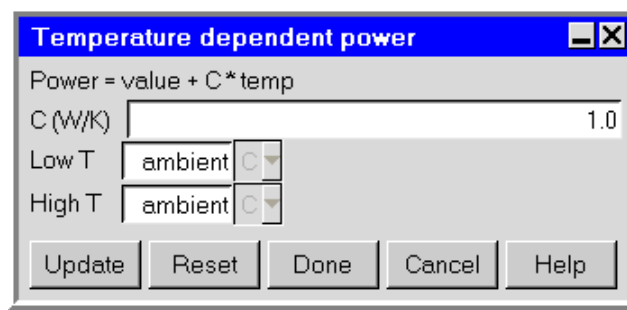 Temperature dependent power
Power = value + C * temp
C (W/K) 1.0
Low T ambient C
High T ambient C
Update Reset Done Cancel Help